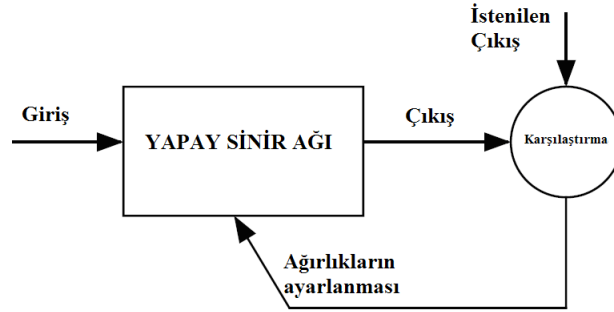 İstenilen
Çıkış
Giriş
Çıkış
YAPAY SİNİR AĞI
Karşılaştırma
Ağırlıkların
ayarlanması